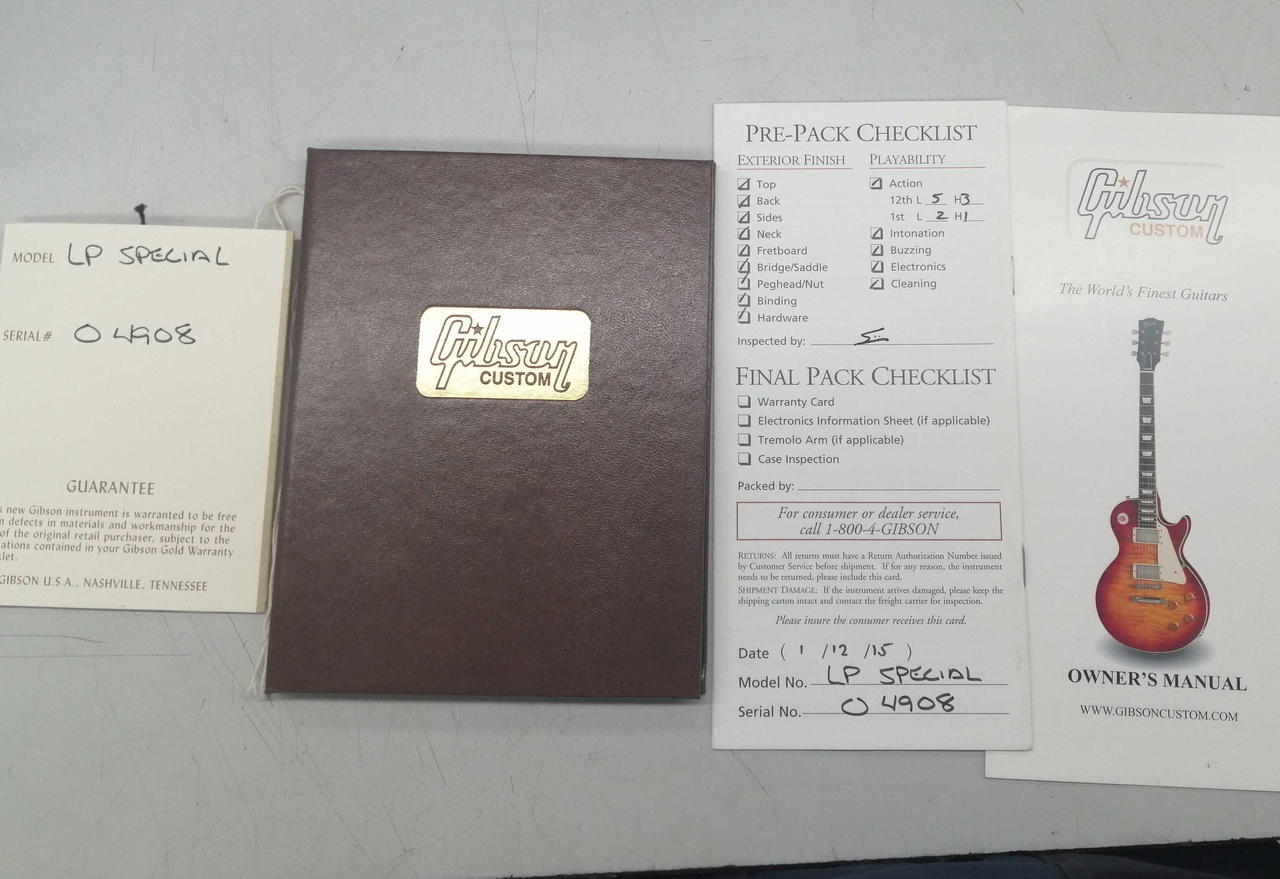 MODEL LP SPECIAL
SERIAL# 0 4908
GUARANTEE
new Gibson instrument is warranted to be free
defects in materials and workmanship for the
of the original retail purchaser, subject to the
contained in your Gibson Gold Warranty
GIBSON U.S.A., NASHVILLE, TENNESSEE
Gibson
CUSTOM
PRE-PACK CHECKLIST
EXTERIOR FINISH
Top
Back
Sides
Neck
Fretboard
Bridge/Saddle
Peghead/Nut
Binding
Hardware
PLAYABILITY
Action
12th L 5 H3
1st L 2 H1
Intonation
Buzzing
Electronics
Cleaning
Inspected by:
FINAL PACK CHECKLIST
Warranty Card
Electronics Information Sheet (if applicable)
Tremolo Arm (if applicable)
Case Inspection
Packed by:
For consumer or dealer service,
call 1-800-4-GIBSON
RETURNS: All returns must have a Return Authorization Number issued
by Customer Service before shipment. If for any reason, the instrument
needs to be returned, please include this card.
SHIPMENT DAMAGE: If the instrument arrives damaged, please keep the
shipping carton intact and contact the freight carrier for inspection.
Please insure the consumer receives this card.
Date ( 1 /12 /15 )
Model No. LP SPECIAL
Serial No. 0 4908
Gibson
CUSTOM
The World's Finest Guitars
OWNER'S MANUAL
WWW.GIBSONCUSTOM.COM